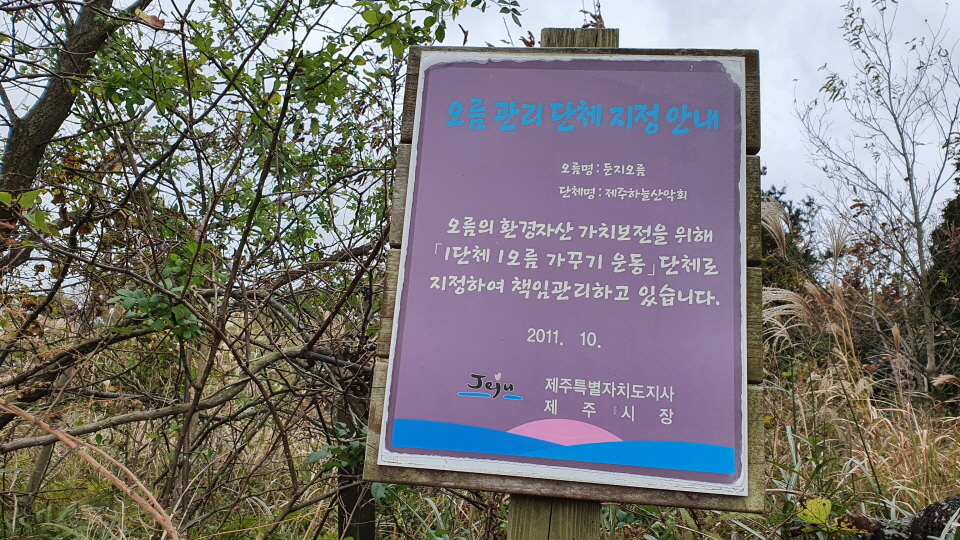 오름 관리 단체 지정 안내
오름명 : 둔지오름
단체명 : 제주하늘산악회
오름의 환경자산 가치보전을 위해
「1단체 1오름 가꾸기 운동」단체로
지정하여 책임관리하고 있습니다.
2011. 10.
Jeju
제주특별자치도지사
제 주 시 장